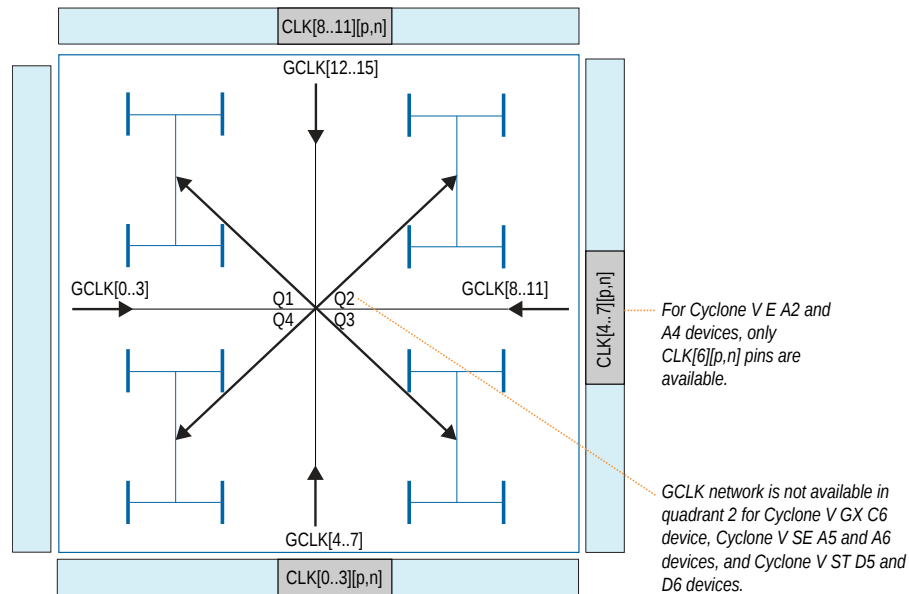 CLK[8..11][p,n]
GCLK[12..15]
GCLK[0..3]
Q1
Q2
GCLK[8..11]
Q4
Q3
CLK[4..7][p,n]
For Cyclone V E A2 and
A4 devices, only
CLK[6][p,n] pins are
available.
GCLK network is not available in
quadrant 2 for Cyclone V GX C6
device, Cyclone V SE A5 and A6
devices, and Cyclone V ST D5 and
D6 devices.
GCLK[4..7]
CLK[0..3][p,n]